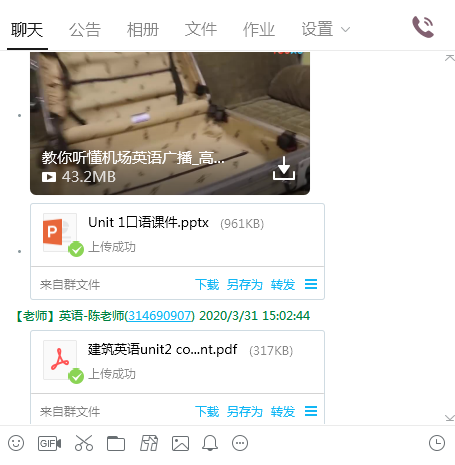 聊天 公告 相册 文件 作业 设置
教你听懂机场英语广播_高...
43.2MB
Unit 1口语课件.pptx (961KB)
上传成功
来自群文件 下载 另存为 转发
【老师】英语-陈老师(314690907) 2020/3/31 15:02:44
建筑英语unit2 co...nt.pdf (317KB)
上传成功
来自群文件 下载 另存为 转发
GIF